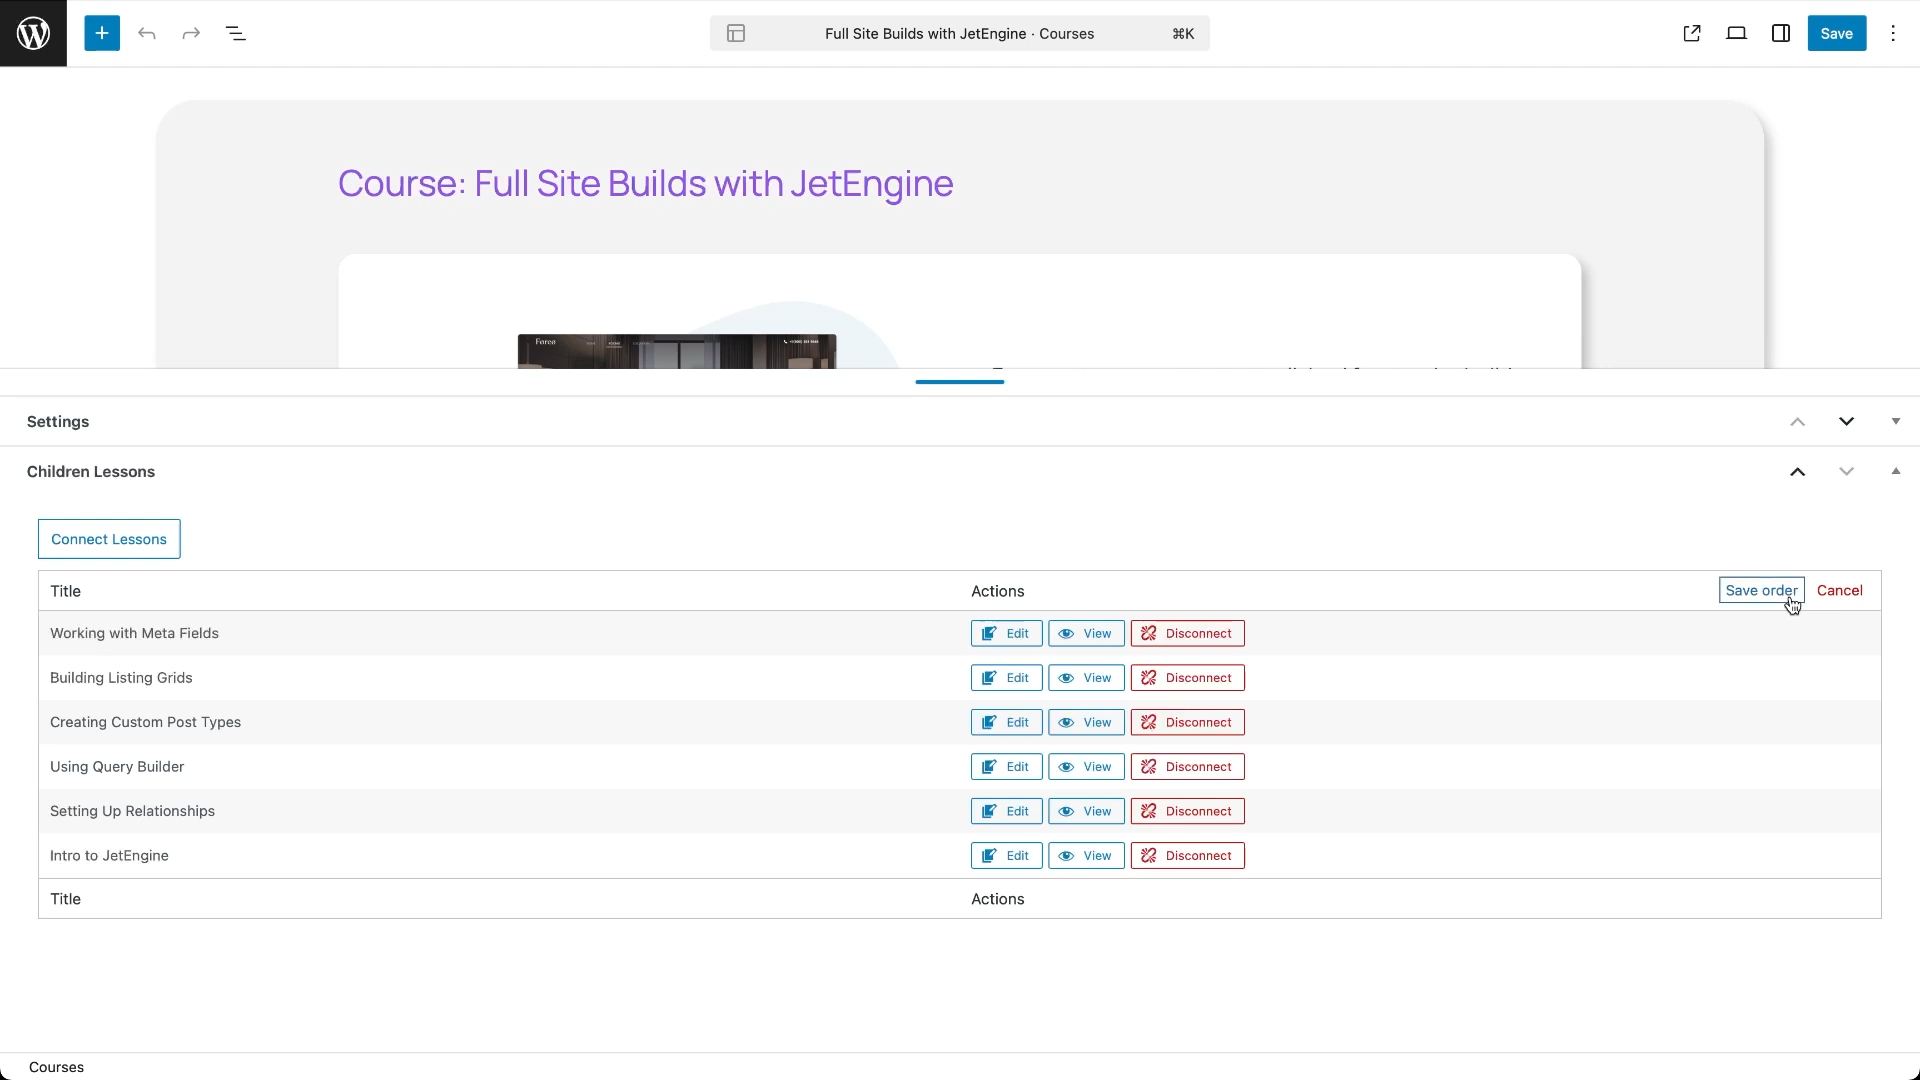 Full Site Builds with JetEngine · Courses ⌘K Save
Course: Full Site Builds with JetEngine
Settings
Children Lessons
Connect Lessons
Title Actions Save order Cancel
Working with Meta Fields Edit View Disconnect
Building Listing Grids Edit View Disconnect
Creating Custom Post Types Edit View Disconnect
Using Query Builder Edit View Disconnect
Setting Up Relationships Edit View Disconnect
Intro to JetEngine Edit View Disconnect
Title Actions
Courses